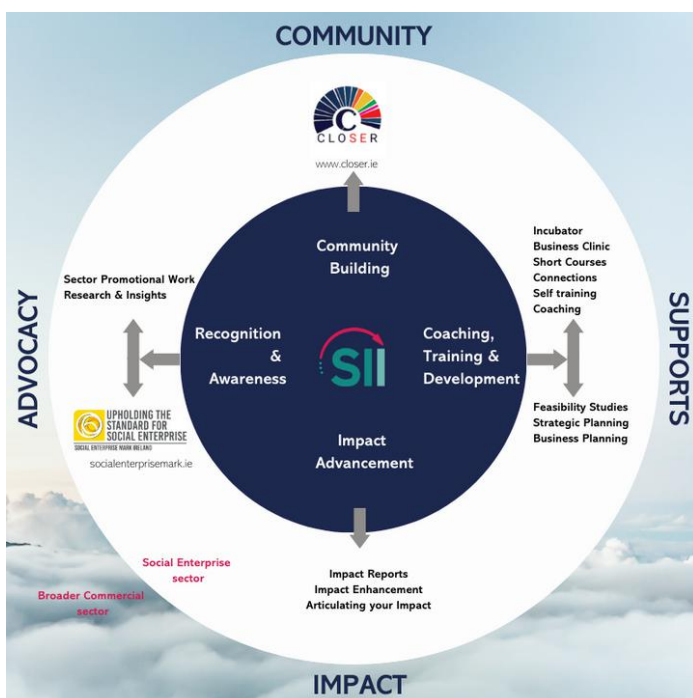 COMMUNITY
C
CLOSER
www.closer.ie
Community
Building
Incubator
Business Clinic
Short Courses
Connections
Self training
Coaching
Sector Promotional Work
Research & Insights
ADVOCACY
SUPPORTS
Recognition
&
Awareness
SII
Coaching,
Training &
Development
UPHOLDING THE
STANDARD FOR
SOCIAL ENTERPRISE
SOCIAL ENTERPRISE MARK IRELAND
socialenterprisemark.ie
Feasibility Studies
Strategic Planning
Business Planning
Impact
Advancement
Social Enterprise
sector
Broader Commercial
sector
Impact Reports
Impact Enhancement
Articulating your Impact
IMPACT